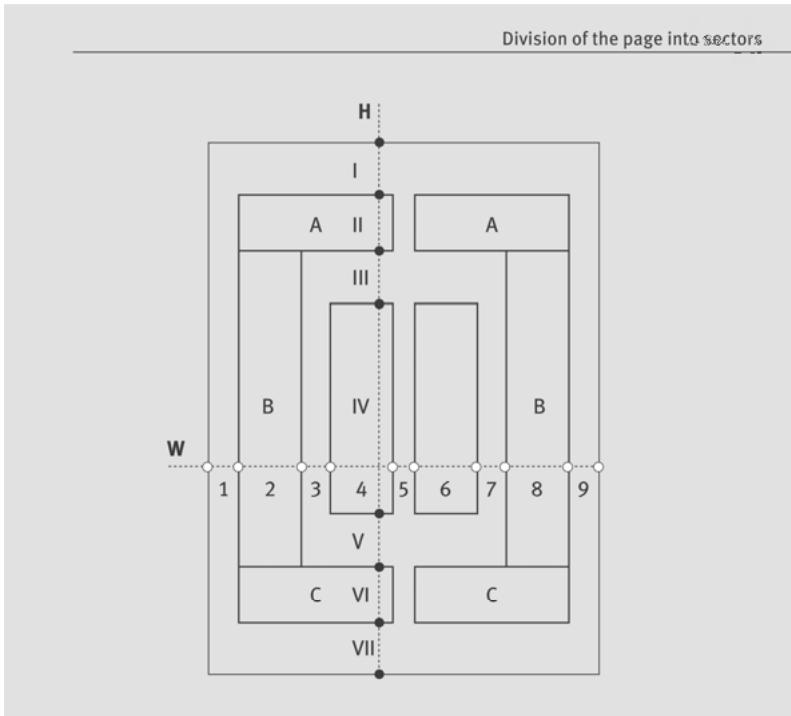 Division of the page into sectors
H
I
A II A
III
B IV B
W
1 2 3 4 5 6 7 8 9
V
C VI C
VII